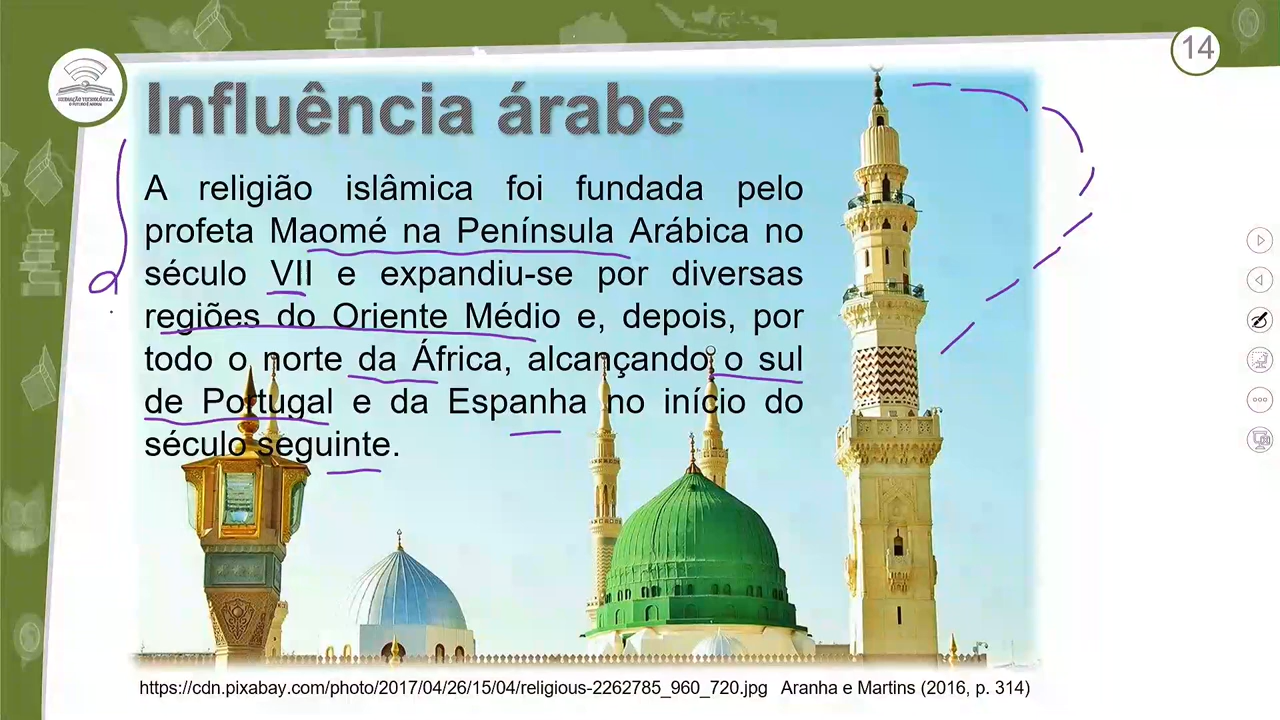 14
Influência árabe
A religião islâmica foi fundada pelo
profeta Maomé na Península Arábica no
século VII e expandiu-se por diversas
regiões do Oriente Médio e, depois, por
todo o norte da África, alcançando o sul
de Portugal e da Espanha no início do
século seguinte.
https://cdn.pixabay.com/photo/2017/04/26/15/04/religious-2262785_960_720.jpg Aranha e Martins (2016, p. 314)